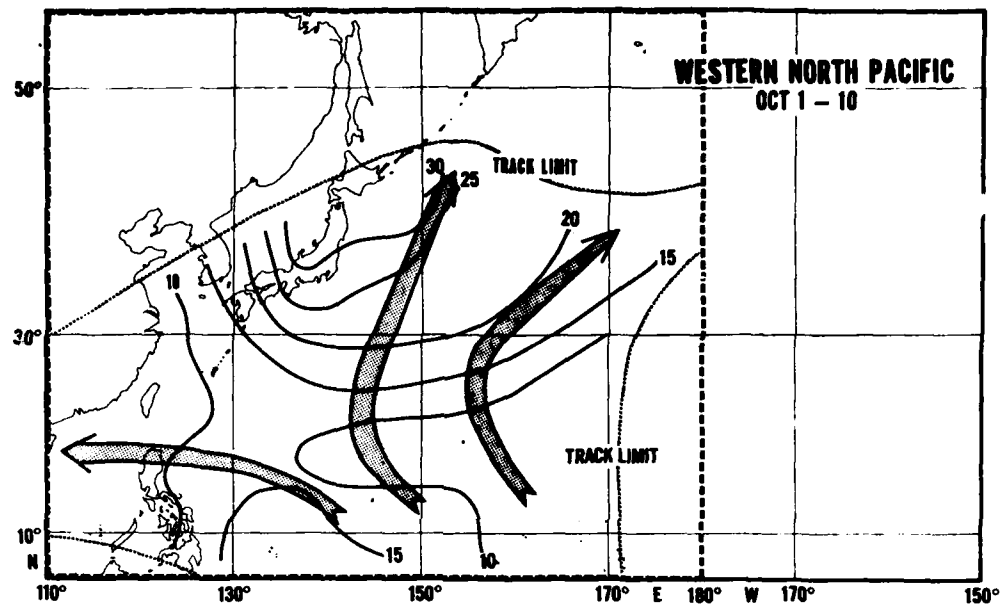 WESTERN NORTH PACIFIC
OCT 1 – 10
50°
30
25
TRACK LIMIT
20
15
10
30°
TRACK LIMIT
10°
N
15
10
110° 130° 150° 170° E 180° W 170° 150°